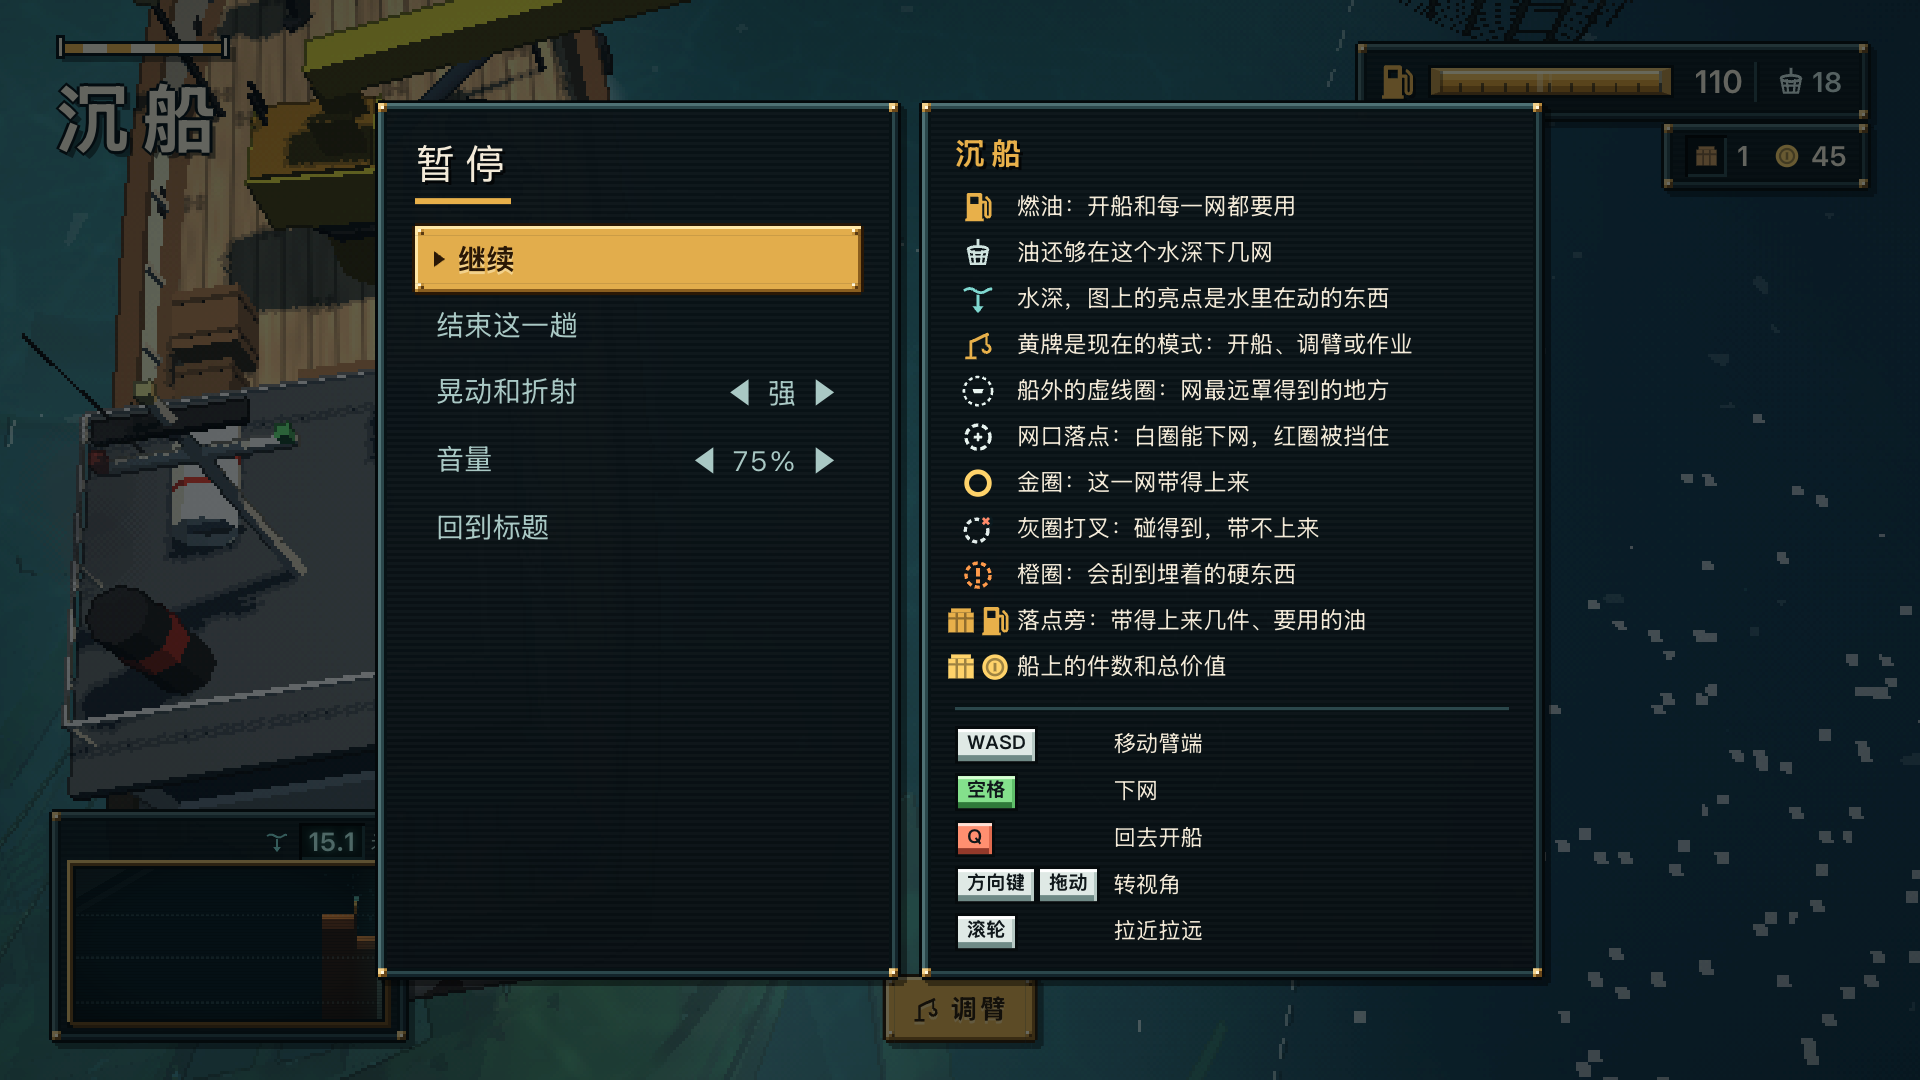 沉船
110
18
1
45
暂停
继续
结束这一趟
晃动和折射
强
音量
75%
回到标题
沉船
燃油：开船和每一网都要用
油还够在这个水深下几网
水深，图上的亮点是水里在动的东西
黄牌是现在的模式：开船、调臂或作业
船外的虚线圈：网最远罩得到的地方
网口落点：白圈能下网，红圈被挡住
金圈：这一网带得上来
灰圈打叉：碰得到，带不上来
橙圈：会刮到埋着的硬东西
落点旁：带得上来几件、要用的油
船上的件数和总价值
WASD 移动臂端
空格 下网
Q 回去开船
方向键 拖动 转视角
滚轮 拉近拉远
15.1
调臂